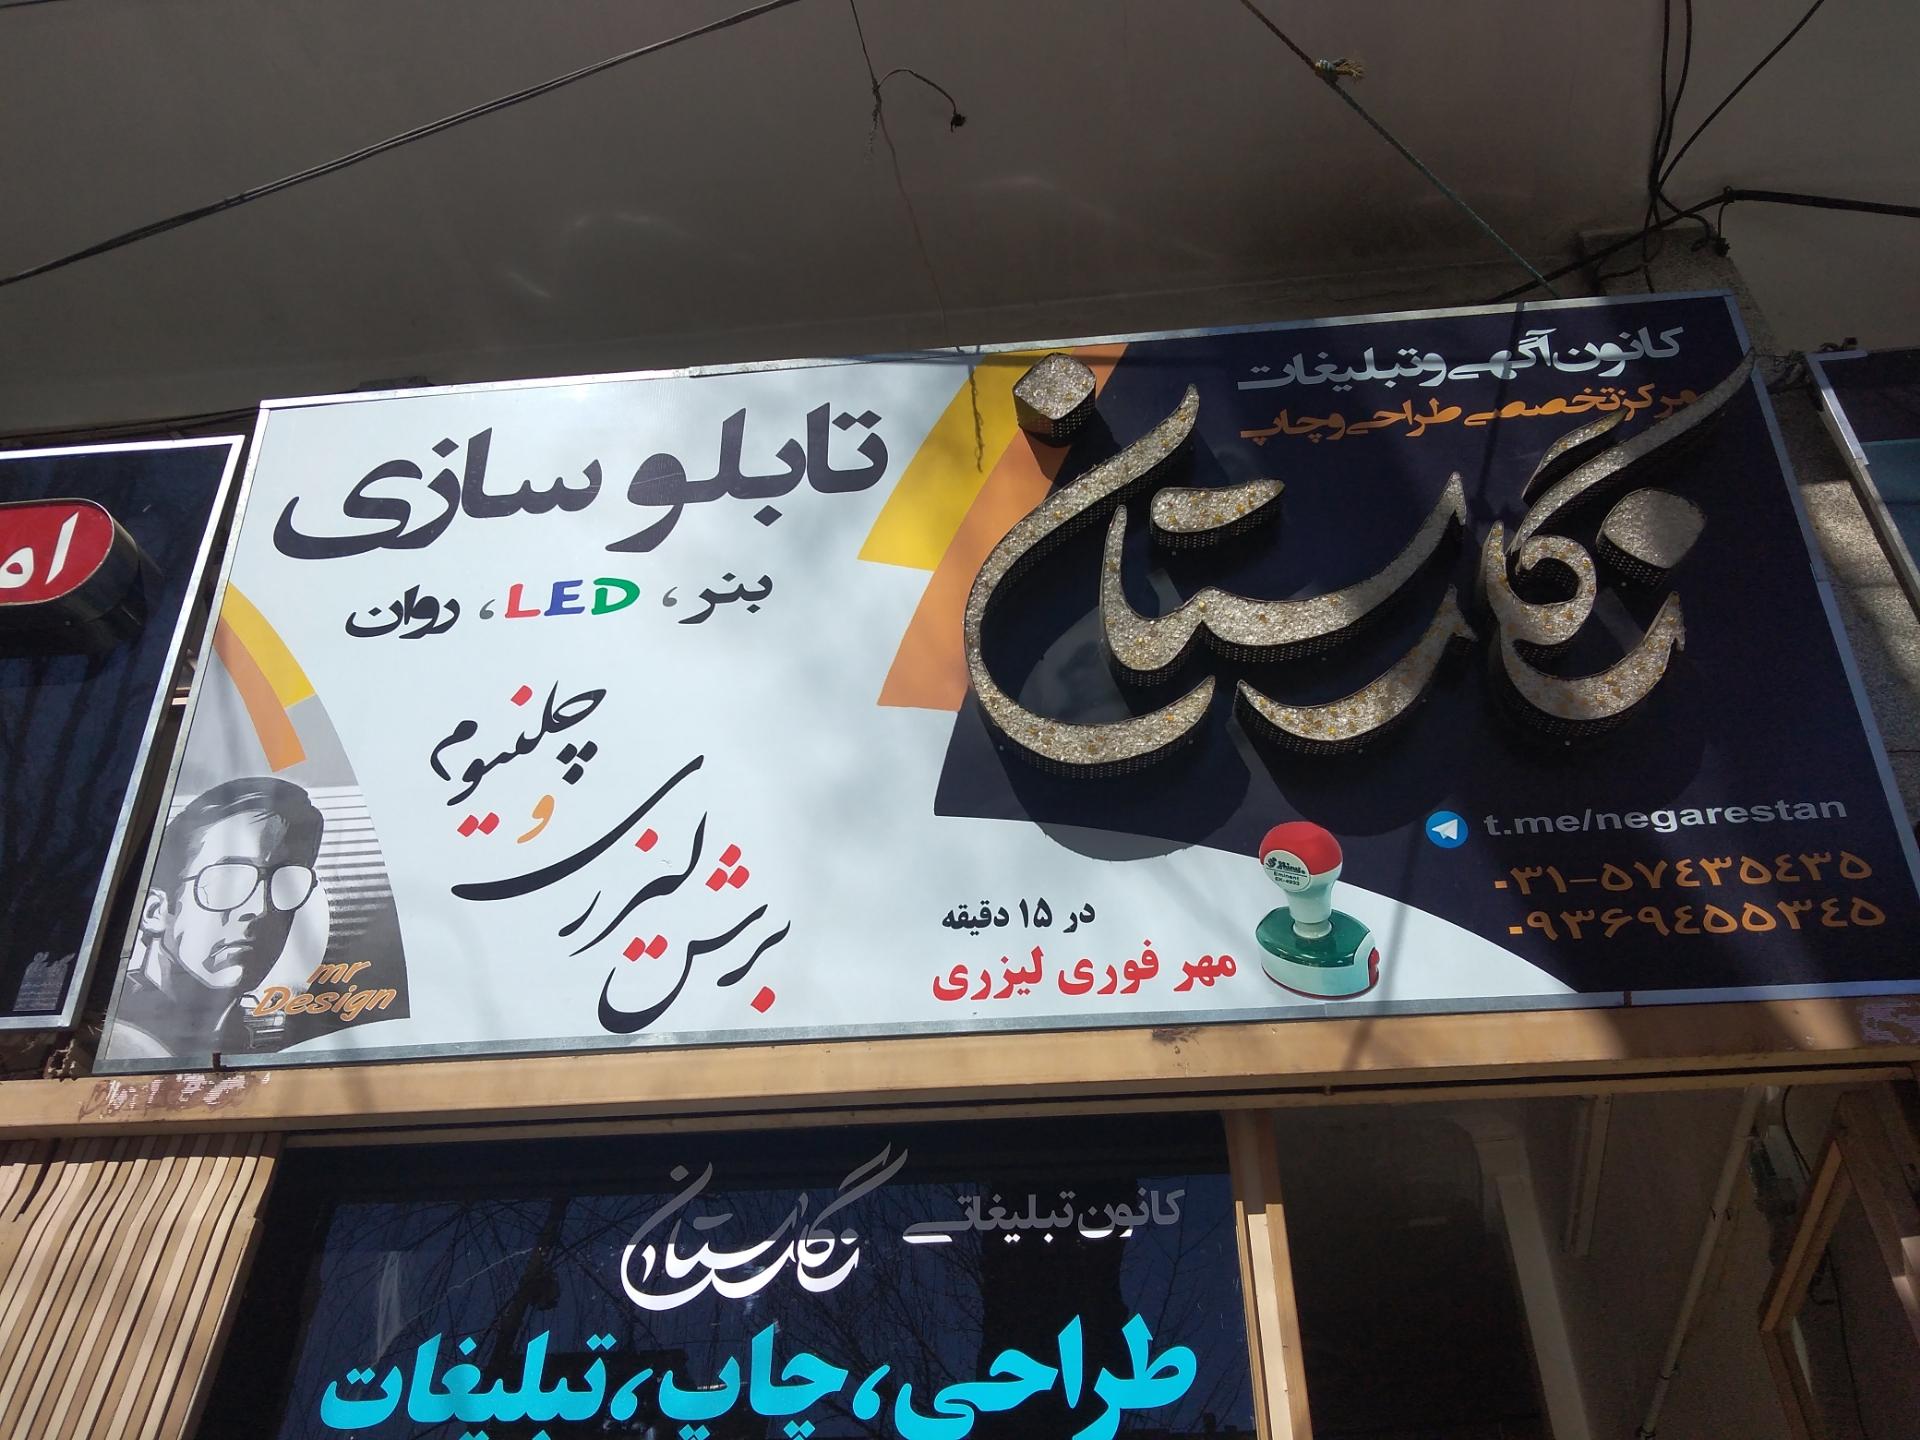 کانون آگهی و تبلیغات
مرکز تخصصی طراحی و چاپ
نگارستان
t.me/negarestan
۰۳۱-۵۷۴۳۵۴۳۵
۰۹۳۶۹۴۵۵۳۴۵
در ۱۵ دقیقه
مهر فوری لیزری
تابلو سازی
بنر، LED، روان
چلنیوم
و
برش لیزری
mr
Design
کانون تبلیغاتی
نگارستان
طراحی، چاپ، تبلیغات